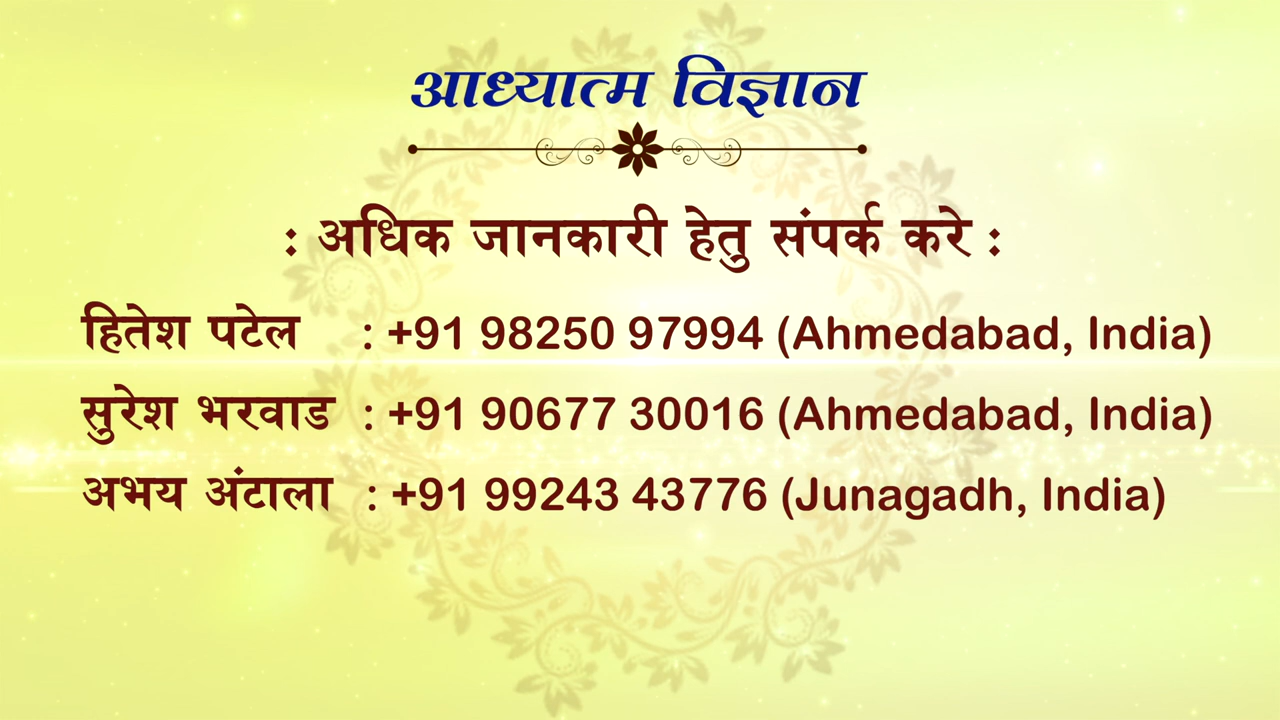 आध्यात्म विज्ञान
: अधिक जानकारी हेतु संपर्क करे :
हितेश पटेल : +91 98250 97994 (Ahmedabad, India)
सुरेश भरवाड : +91 90677 30016 (Ahmedabad, India)
अभय अंटाला : +91 99243 43776 (Junagadh, India)